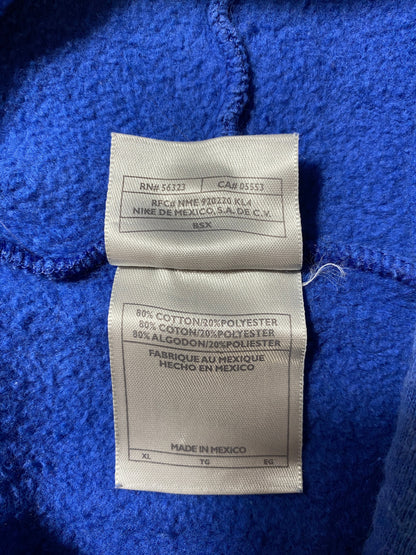 RN# 56323 CA# 05553
RFC# NME 920220 KLA
NIKE DE MEXICO, S.A. DE C.V.
BSX
80% COTTON/20%POLYESTER
80% COTON/20%POLYESTER
80% ALGODON/20%POLIESTER
FABRIQUE AU MEXIQUE
HECHO EN MEXICO
MADE IN MEXICO
XL TG EG